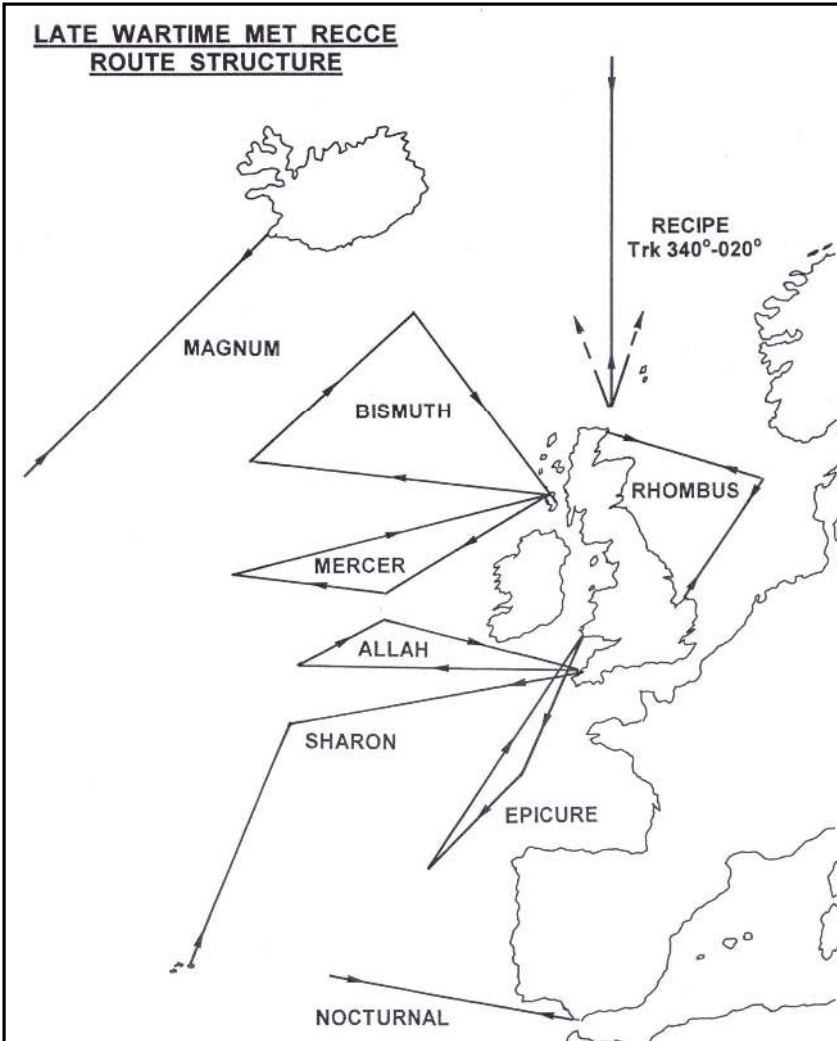 LATE WARTIME MET RECCE
ROUTE STRUCTURE
RECIPE
Trk 340°-020°
MAGNUM
BISMUTH
RHOMBUS
MERCER
ALLAH
SHARON
EPICURE
NOCTURNAL